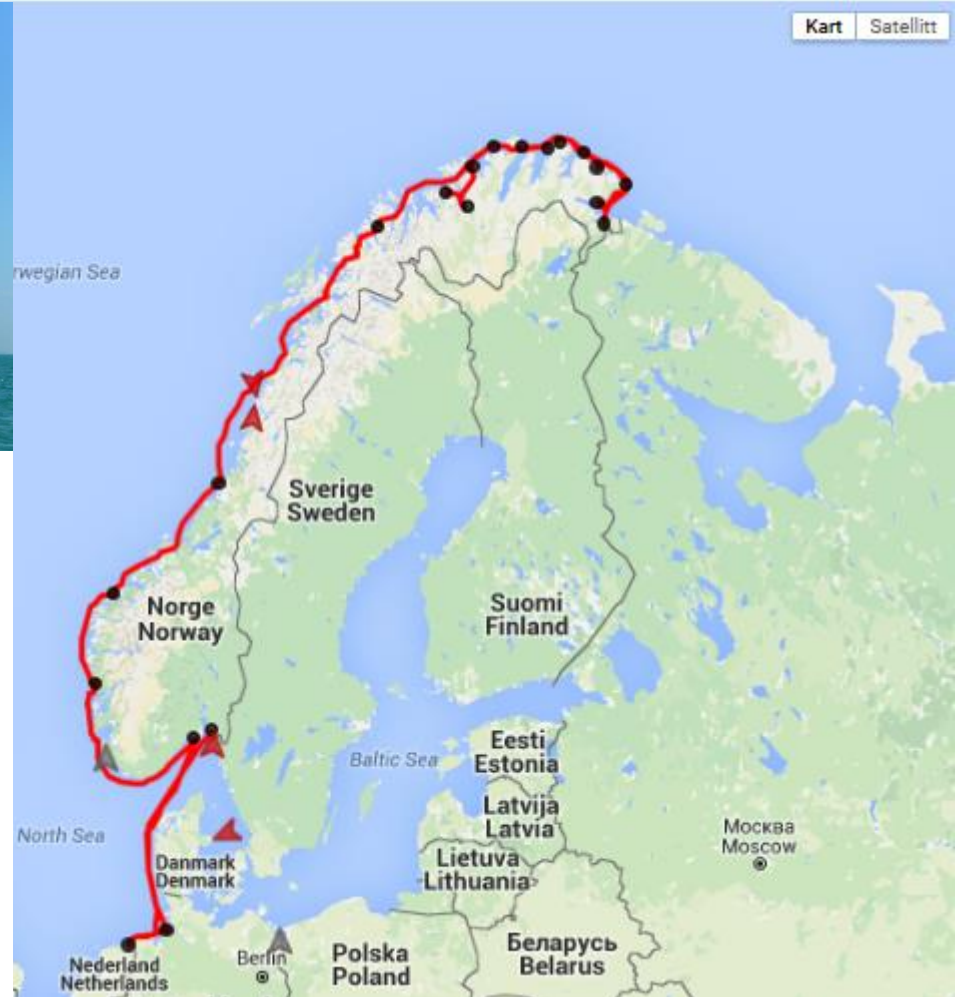 Kart
Satellitt
rwegian Sea
Sverige
Sweden
Norge
Norway
Suomi
Finland
Eesti
Estonia
Baltic Sea
Latvija
Latvia
North Sea
Москва
Moscow
Danmark
Denmark
Lietuva
Lithuania
Беларусь
Belarus
Polska
Poland
Berlin
Nederland
Netherlands